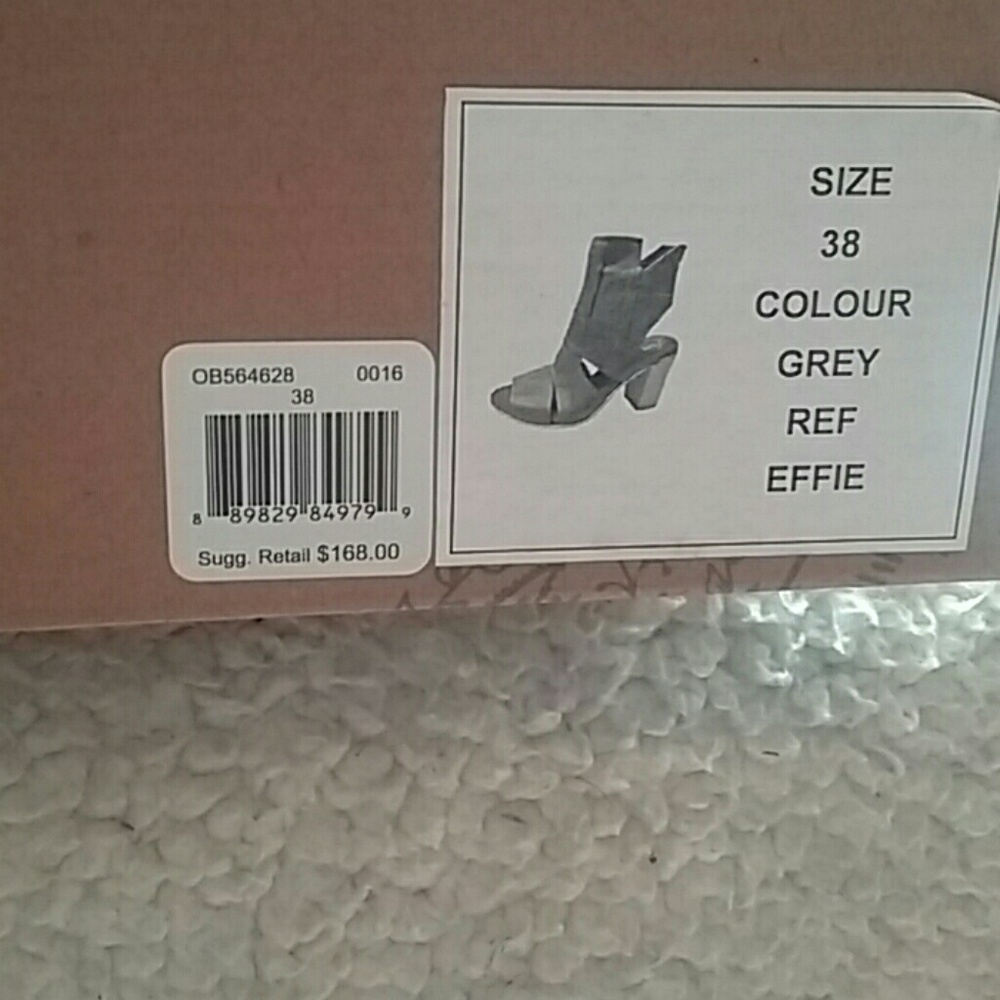 OB564628 0016
38
8 89829 84979 9
Sugg. Retail $168.00
SIZE
38
COLOUR
GREY
REF
EFFIE